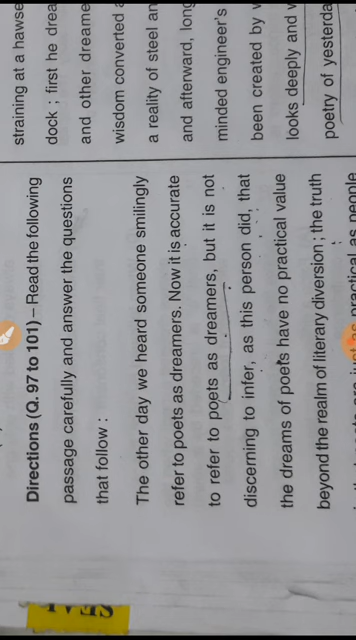 Directions (Q. 97 to 101) – Read the following
passage carefully and answer the questions
that follow :
The other day we heard someone smilingly
refer to poets as dreamers. Now it is accurate
to refer to poets as dreamers, but it is not
discerning to infer, as this person did, that
the dreams of poets have no practical value
beyond the realm of literary diversion ; the truth
practical as people
straining at a hawse
dock ; first he drea
and other dreame
wisdom converted a
a reality of steel an
and afterward, long
minded engineer's
been created by
looks deeply and
poetry of yesterda
SEAL